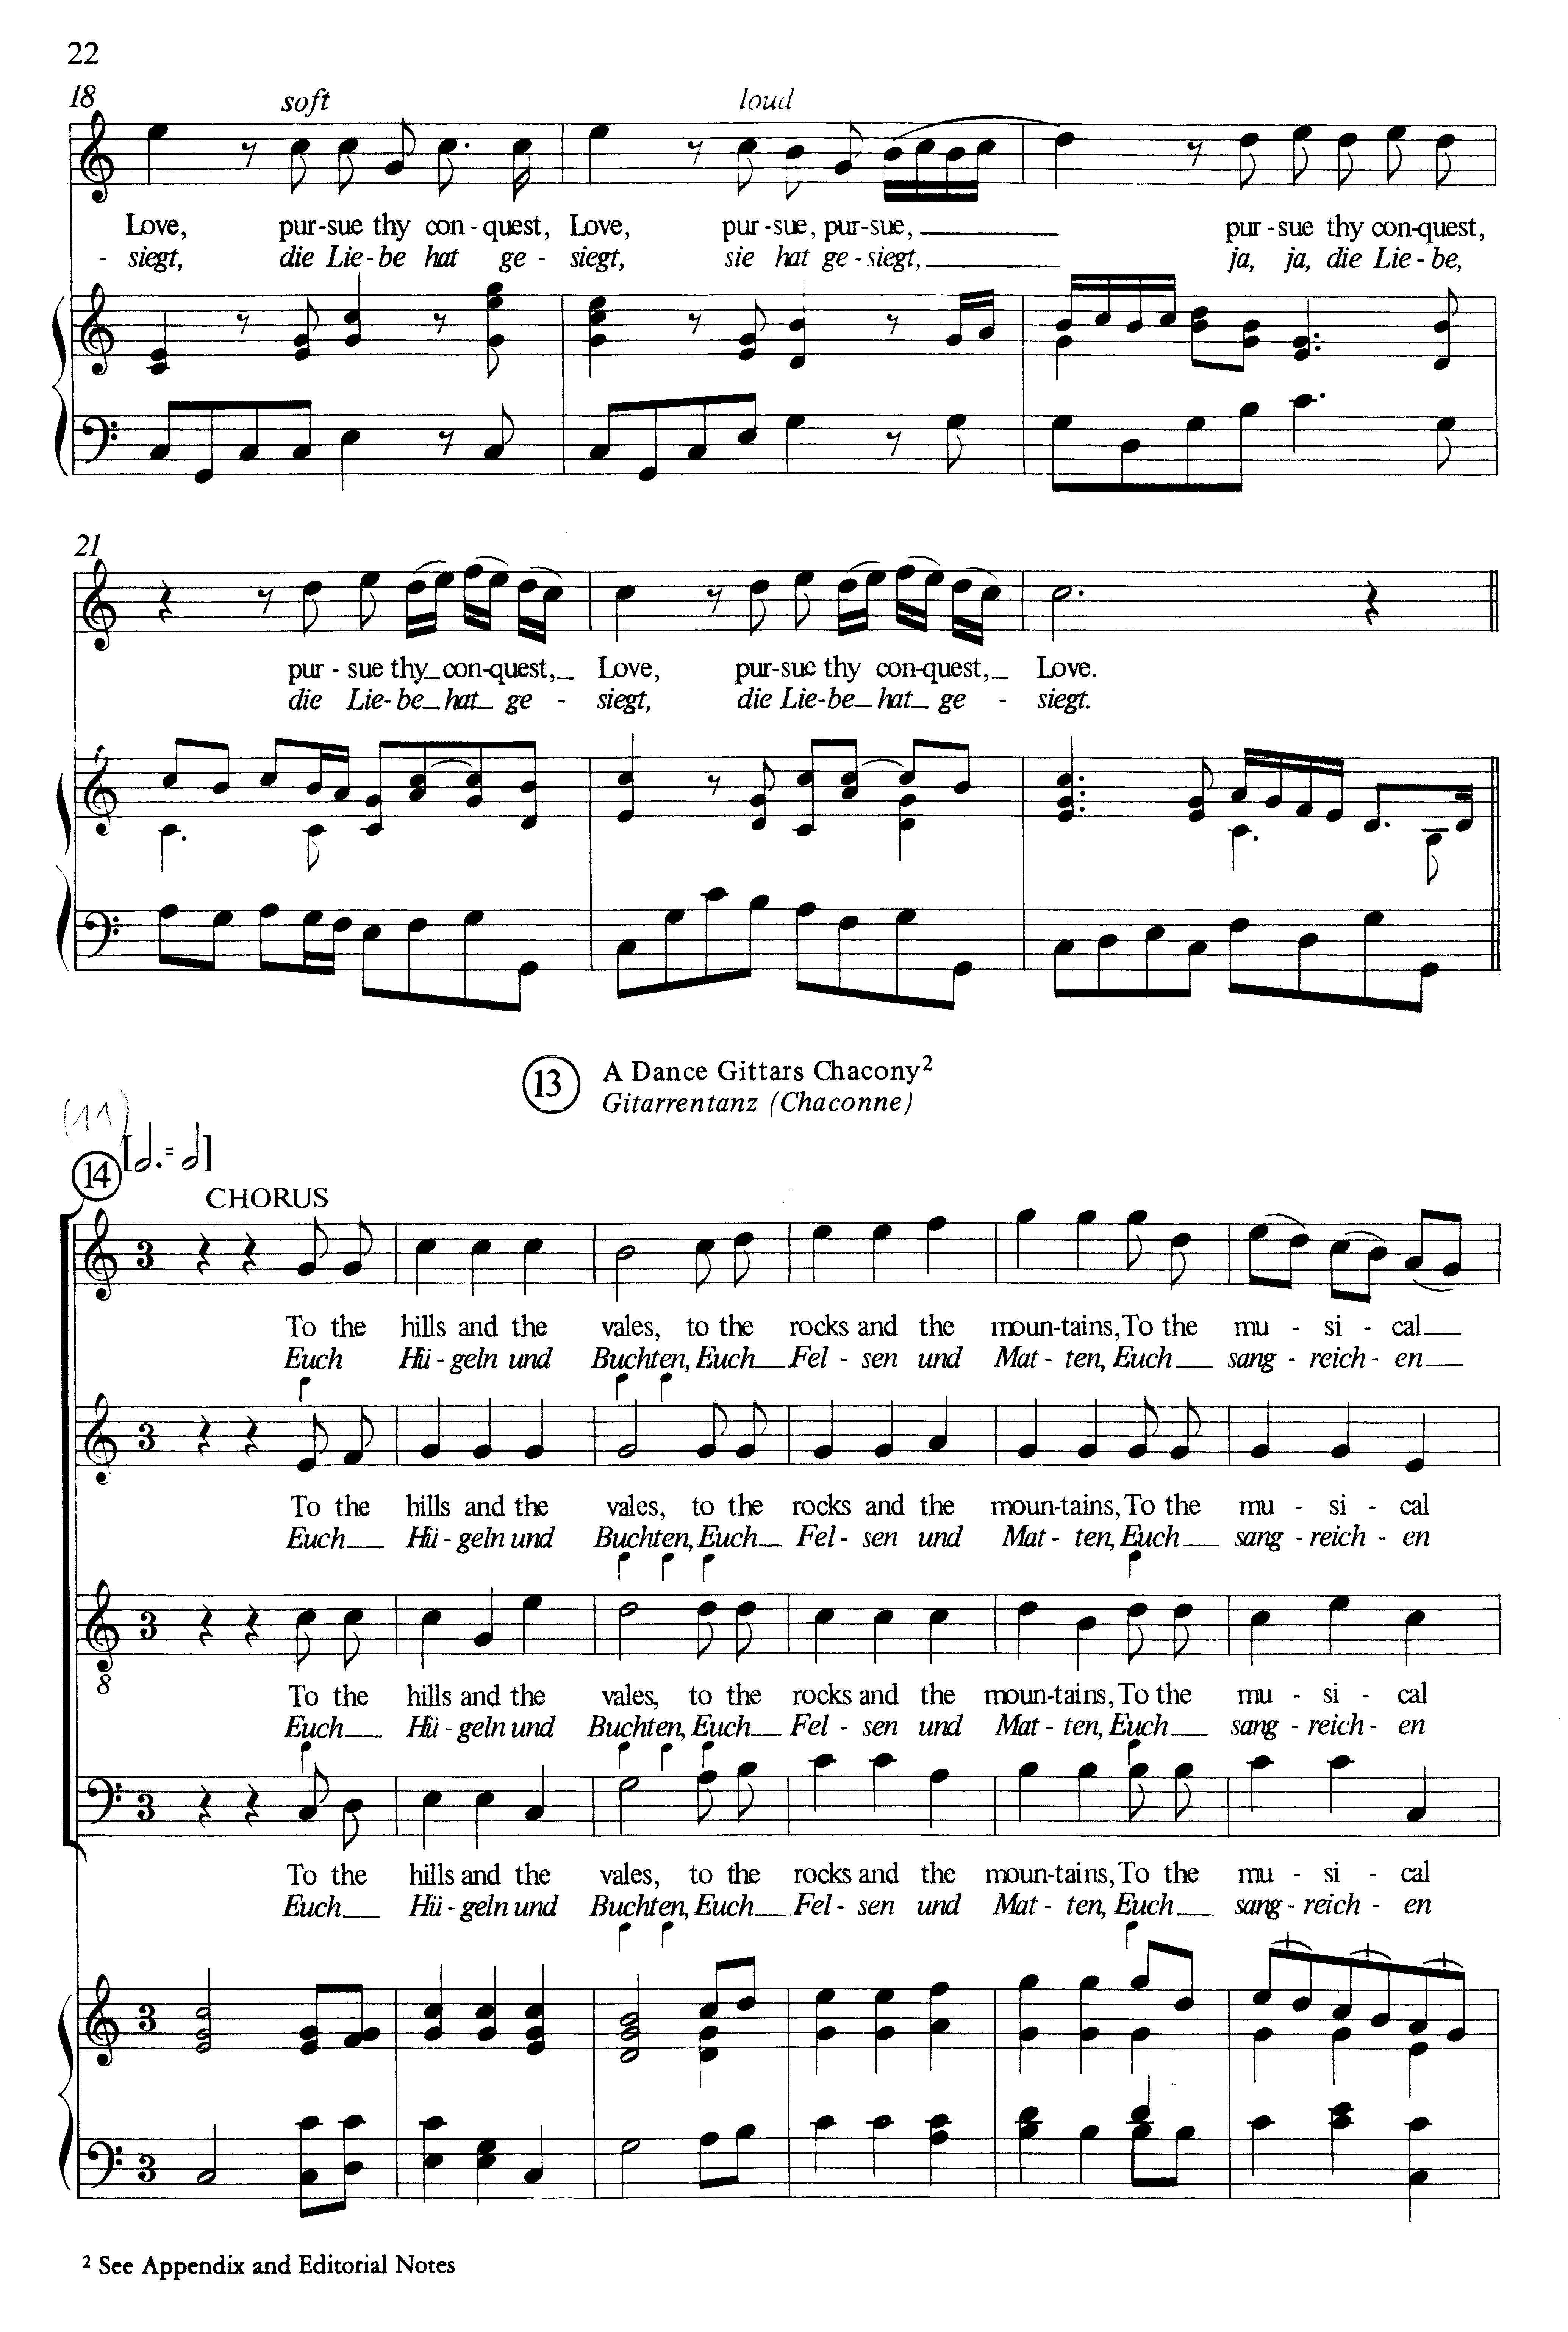 22
18 soft loud
Love, pur-sue thy con-quest, Love, pur-sue, pur-sue, pur-sue thy con-quest,
- siegt, die Lie-be hat ge - siegt, sie hat ge-siegt, ja, ja, die Lie-be,
21
pur-sue thy con-quest, Love, pur-sue thy con-quest, Love.
die Lie-be hat ge - siegt, die Lie-be hat ge - siegt.
13 A Dance Gittars Chacony²
Gitarrentanz (Chaconne)
(11)
14
CHORUS
3
To the hills and the vales, to the rocks and the moun-tains, To the mu - si - cal
Euch Hü-geln und Buchten, Euch Fel - sen und Mat - ten, Euch sang - reich - en
3
To the hills and the vales, to the rocks and the moun-tains, To the mu - si - cal
Euch Hü-geln und Buchten, Euch Fel - sen und Mat - ten, Euch sang - reich - en
3
8
To the hills and the vales, to the rocks and the moun-tains, To the mu - si - cal
Euch Hü-geln und Buchten, Euch Fel - sen und Mat - ten, Euch sang - reich - en
3
To the hills and the vales, to the rocks and the moun-tains, To the mu - si - cal
Euch Hü-geln und Buchten, Euch Fel - sen und Mat - ten, Euch sang - reich - en
3
3
² See Appendix and Editorial Notes